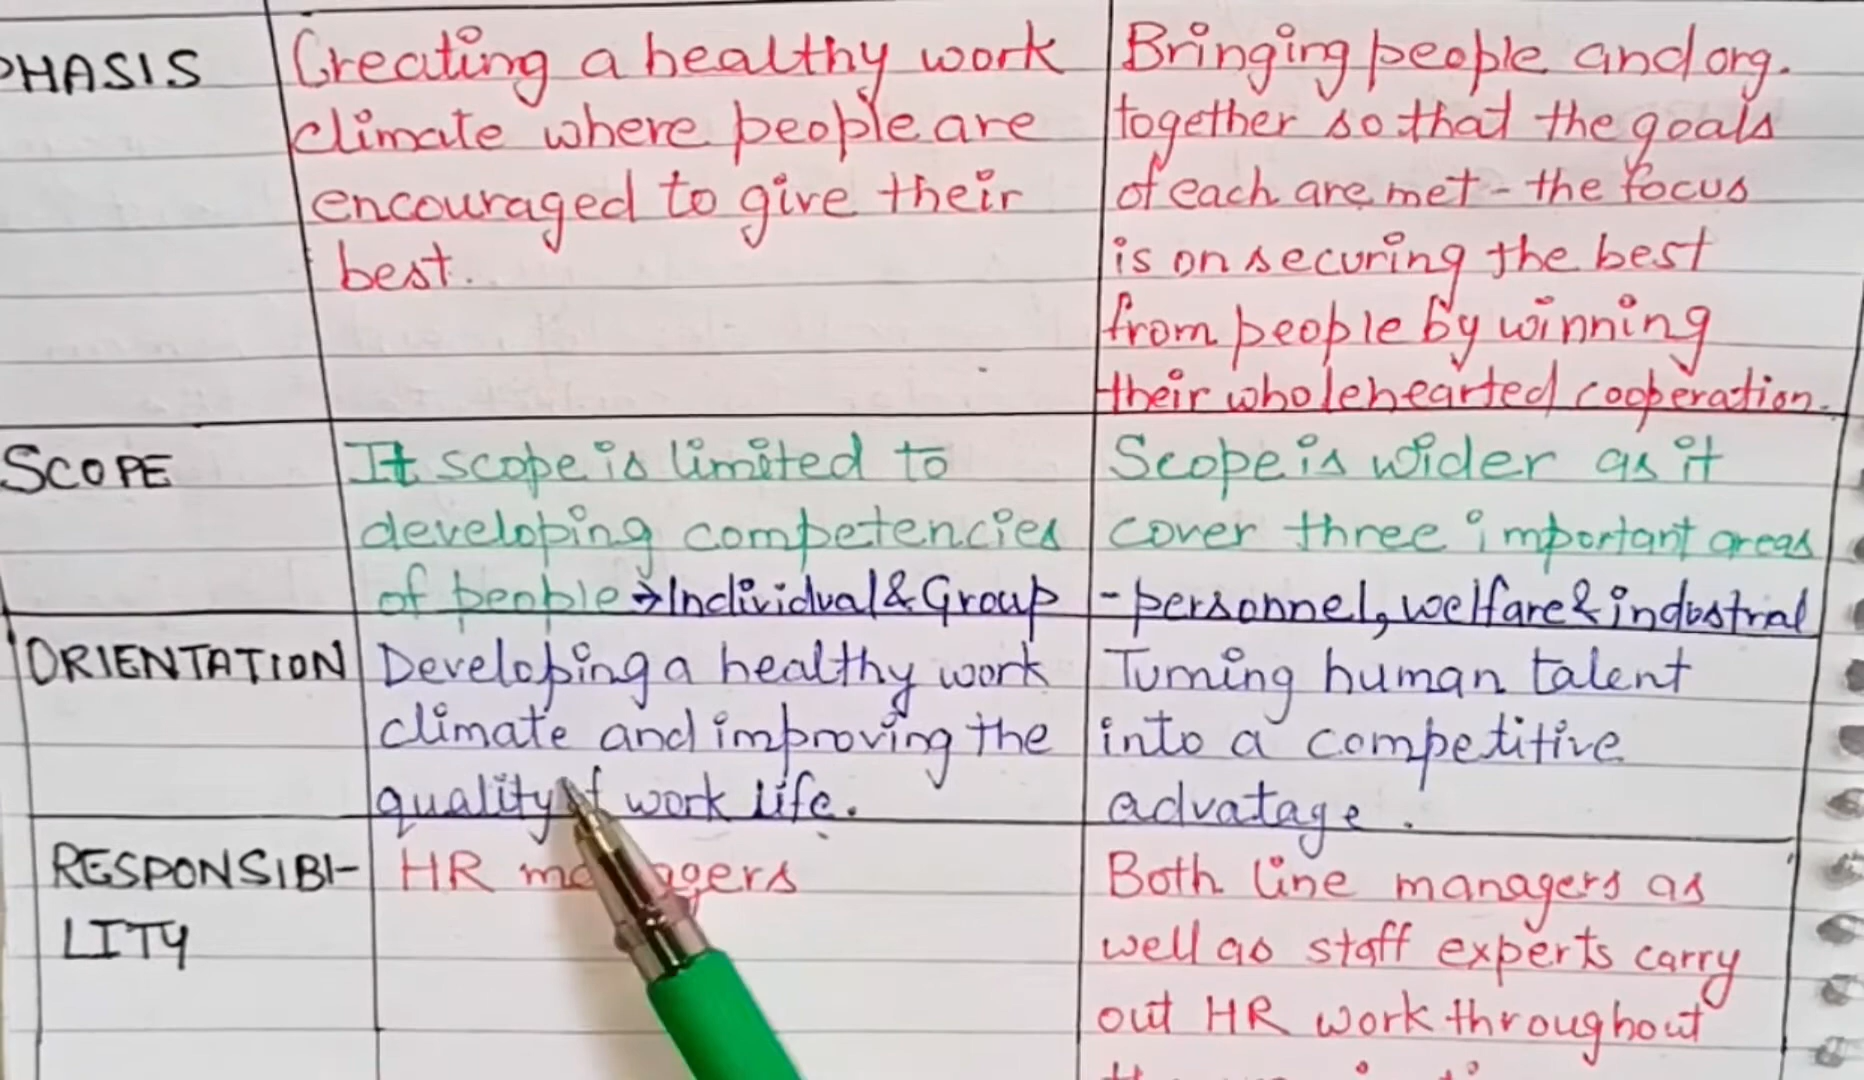 PHASIS
Creating a healthy work
climate where people are
encouraged to give their
best.
Bringing people and org.
together so that the goals
of each are met - the focus
is on securing the best
from people by winning
their wholehearted cooperation.
SCOPE
It scope is limited to
developing competencies
of people → Individual & Group
Scope is wider as it
cover three important areas
- personnel, welfare & industral
ORIENTATION
Developing a healthy work
climate and improving the
quality of work life.
Turning human talent
into a competitive
advatage.
RESPONSIBI-
LITY
HR managers
Both line managers as
well as staff experts carry
out HR work throughout